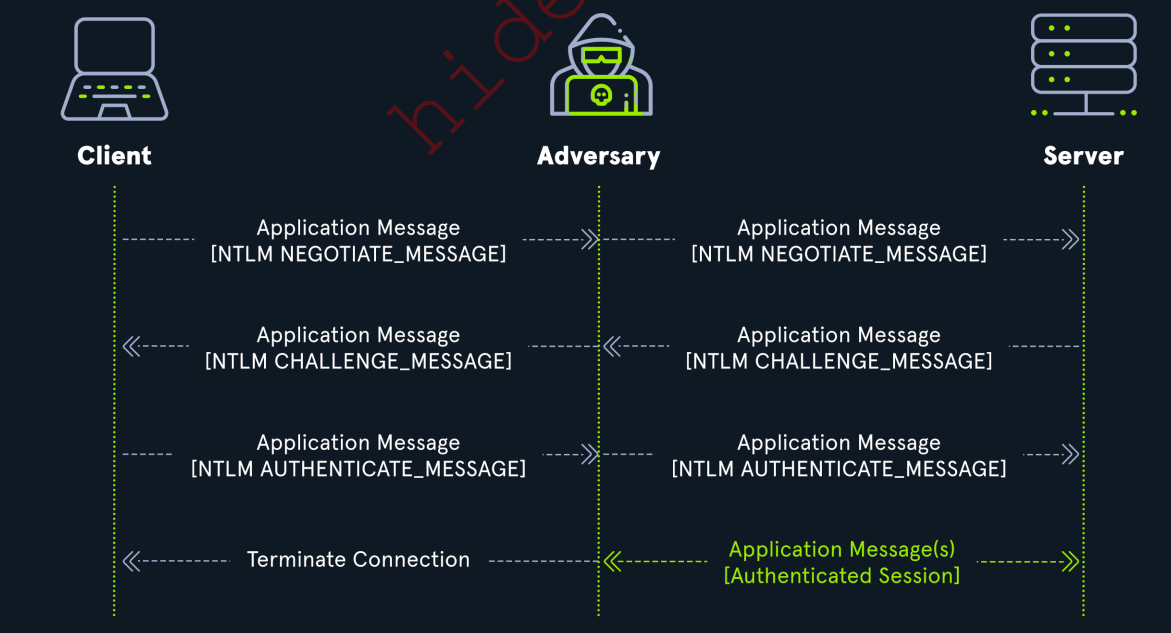 hide
Client
Adversary
Server
Application Message
[NTLM NEGOTIATE_MESSAGE]
Application Message
[NTLM NEGOTIATE_MESSAGE]
Application Message
[NTLM CHALLENGE_MESSAGE]
Application Message
[NTLM CHALLENGE_MESSAGE]
Application Message
[NTLM AUTHENTICATE_MESSAGE]
Application Message
[NTLM AUTHENTICATE_MESSAGE]
Terminate Connection
Application Message(s)
[Authenticated Session]